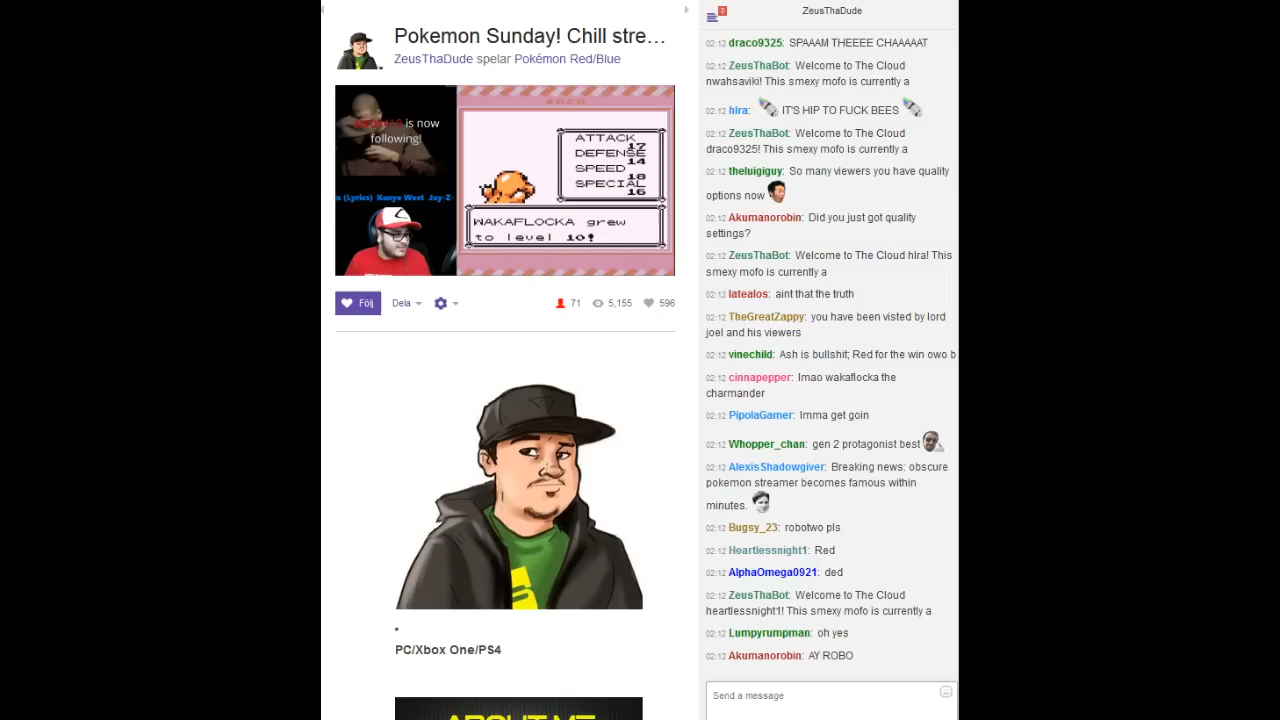 Pokemon Sunday! Chill stre…
ZeusThaDude spelar Pokémon Red/Blue
is now
following!
(Lyrics) Kanye West Jay-Z-
ATTACK
17
DEFENSE
14
SPEED
18
SPECIAL
16
WAKAFLOCKA grew
to level 10!
Följ
Dela
71
5,155
596
PC/Xbox One/PS4
ABOUT ME
2
ZeusThaDude
02:12 draco9325: SPAAAM THEEEE CHAAAAAT
02:12 ZeusThaBot: Welcome to The Cloud
nwahsaviki! This smexy mofo is currently a
02:12 hlra: IT'S HIP TO FUCK BEES
02:12 ZeusThaBot: Welcome to The Cloud
draco9325! This smexy mofo is currently a
02:12 theluigiguy: So many viewers you have quality
options now
02:12 Akumanorobin: Did you just got quality
settings?
02:12 ZeusThaBot: Welcome to The Cloud hlra! This
smexy mofo is currently a
02:12 latealos: aint that the truth
02:12 TheGreatZappy: you have been visted by lord
joel and his viewers
02:12 vinechild: Ash is bullshit; Red for the win owo b
02:12 cinnapepper: lmao wakaflocka the
charmander
02:12 PipolaGamer: Imma get goin
02:12 Whopper_chan: gen 2 protagonist best
02:12 AlexisShadowgiver: Breaking news: obscure
pokemon streamer becomes famous within
minutes.
02:12 Bugsy_23: robotwo pls
02:12 Heartlessnight1: Red
02:12 AlphaOmega0921: ded
02:12 ZeusThaBot: Welcome to The Cloud
heartlessnight1! This smexy mofo is currently a
02:12 Lumpyrumpman: oh yes
02:12 Akumanorobin: AY ROBO
Send a message